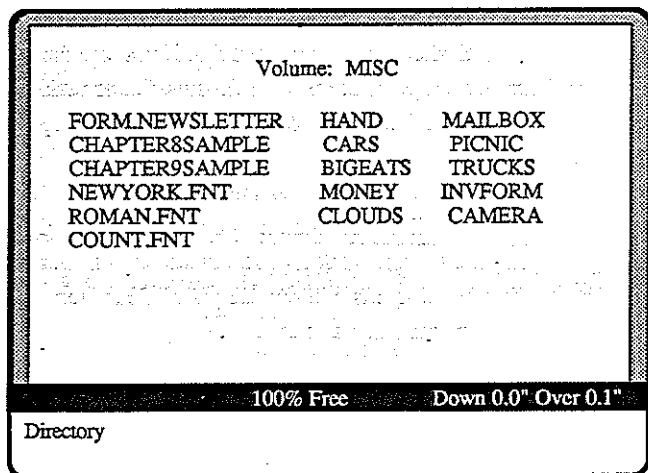 Volume: MISC
FORM.NEWSLETTER HAND MAILBOX
CHAPTER8SAMPLE CARS PICNIC
CHAPTER9SAMPLE BIGEATS TRUCKS
NEWYORK.FNT MONEY INVFORM
ROMAN.FNT CLOUDS CAMERA
COUNT.FNT
100% Free Down 0.0" Over 0.1"
Directory